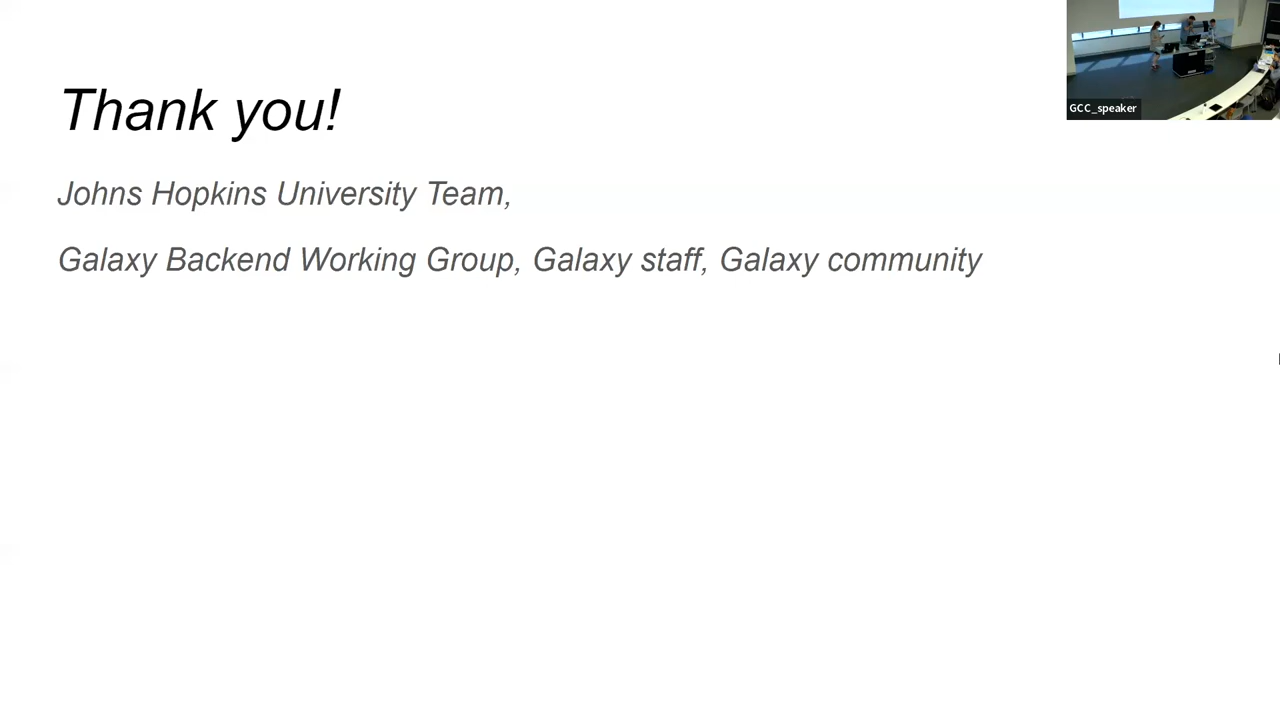 Thank you!
Johns Hopkins University Team,
Galaxy Backend Working Group, Galaxy staff, Galaxy community
GCC_speaker